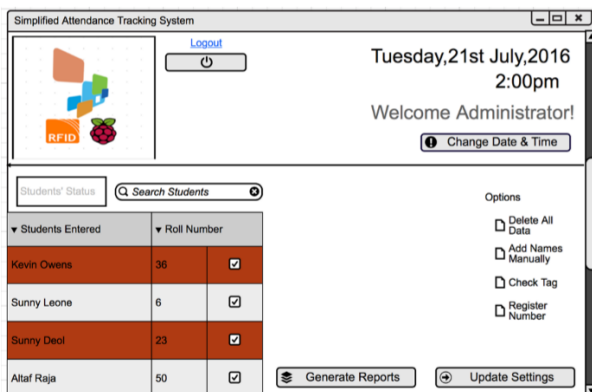 Simplified Attendance Tracking System
Logout
RFID
Tuesday,21st July,2016
2:00pm
Welcome Administrator!
Change Date & Time
Students' Status
Search Students
Options
Students Entered
Roll Number
Kevin Owens
36
Sunny Leone
6
Sunny Deol
23
Altaf Raja
50
Delete All
Data
Add Names
Manually
Check Tag
Register
Number
Generate Reports
Update Settings